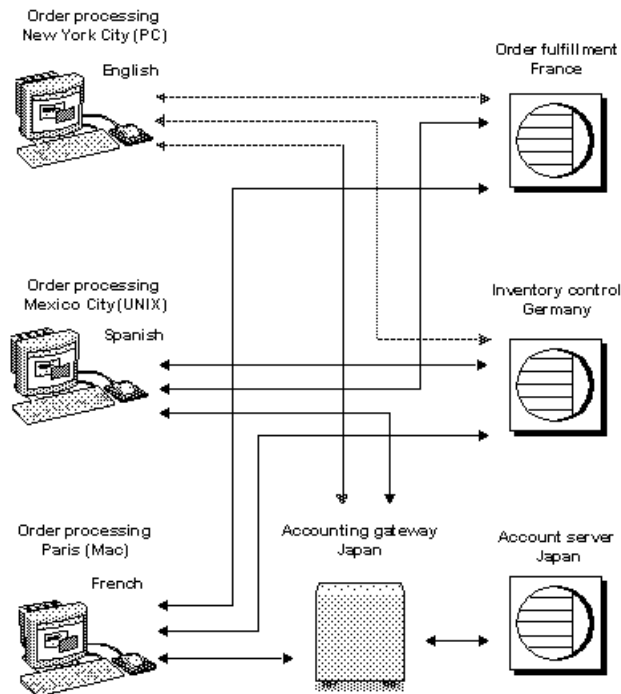 Order processing
New York City (PC)
English
Order fulfillment
France
Order processing
Mexico City (UNIX)
Spanish
Inventory control
Germany
Order processing
Paris (Mac)
French
Accounting gateway
Japan
Account server
Japan